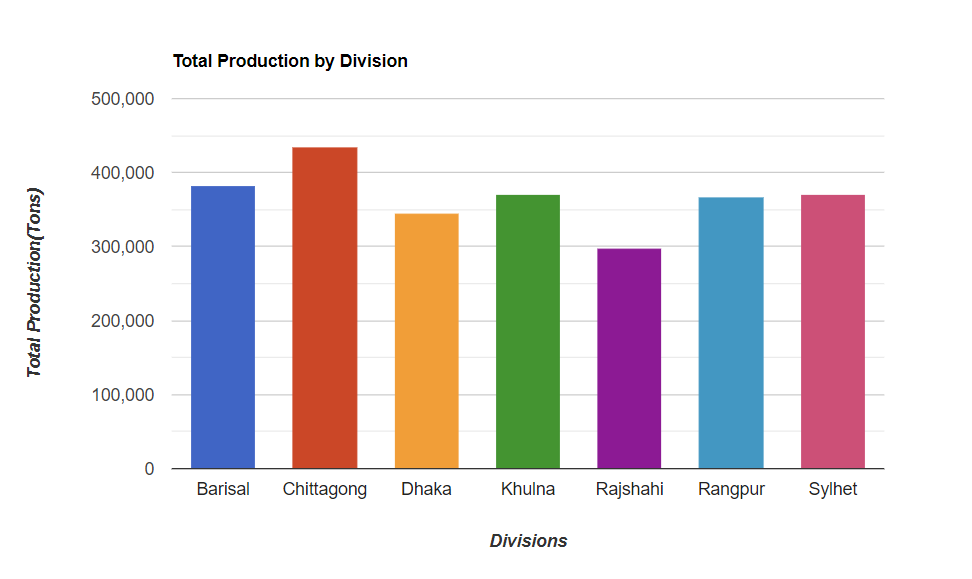 Total Production by Division
500,000
400,000
300,000
200,000
100,000
0
Total Production(Tons)
Barisal Chittagong Dhaka Khulna Rajshahi Rangpur Sylhet
Divisions